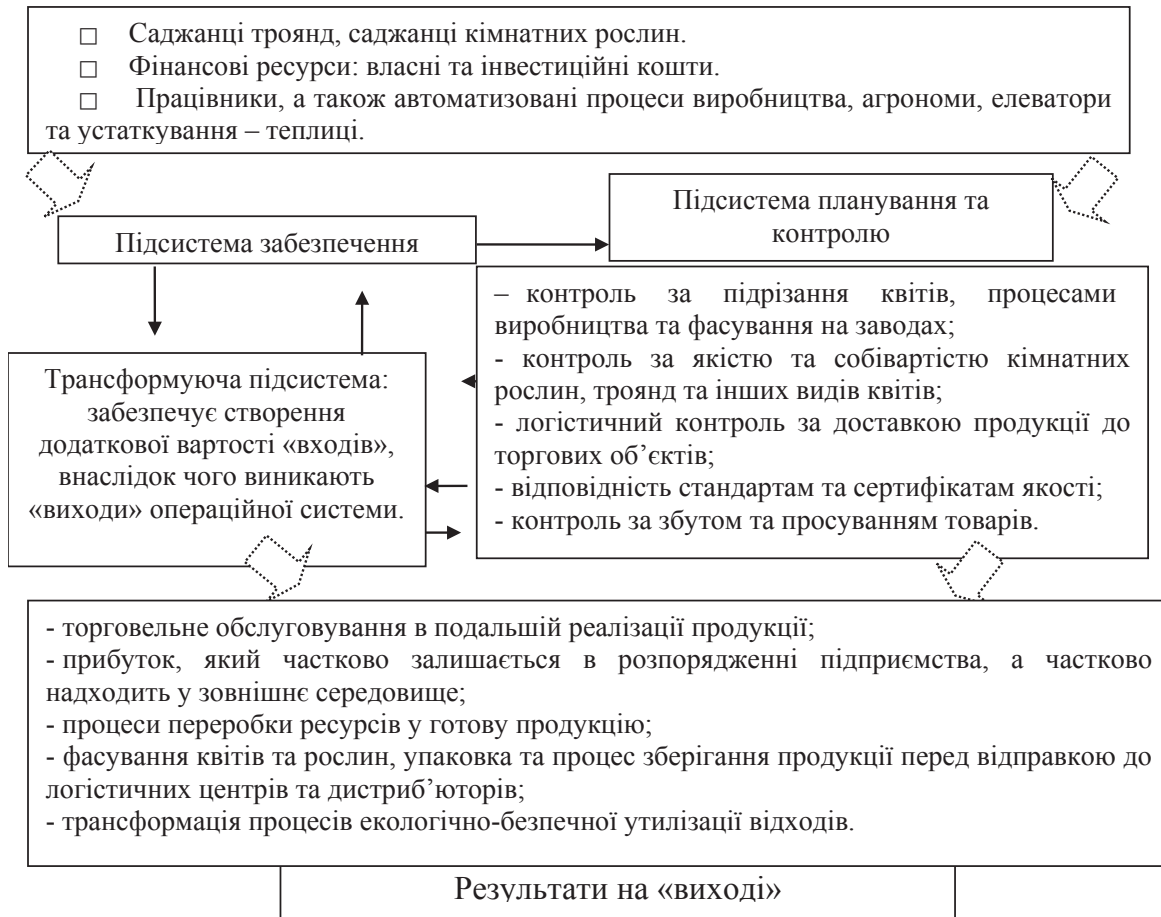 □ Саджанці троянд, саджанці кімнатних рослин.
□ Фінансові ресурси: власні та інвестиційні кошти.
□ Працівники, а також автоматизовані процеси виробництва, агрономи, елеватори
та устаткування – теплиці.
Підсистема забезпечення
Підсистема планування та
контролю
Трансформуюча підсистема:
забезпечує створення
додаткової вартості «входів»,
внаслідок чого виникають
«виходи» операційної системи.
– контроль за підрізання квітів, процесами
виробництва та фасування на заводах;
- контроль за якістю та собівартістю кімнатних
рослин, троянд та інших видів квітів;
- логістичний контроль за доставкою продукції до
торгових об’єктів;
- відповідність стандартам та сертифікатам якості;
- контроль за збутом та просуванням товарів.
- торговельне обслуговування в подальшій реалізації продукції;
- прибуток, який частково залишається в розпорядженні підприємства, а частково
надходить у зовнішнє середовище;
- процеси переробки ресурсів у готову продукцію;
- фасування квітів та рослин, упаковка та процес зберігання продукції перед відправкою до
логістичних центрів та дистриб’юторів;
- трансформація процесів екологічно-безпечної утилізації відходів.
Результати на «виході»